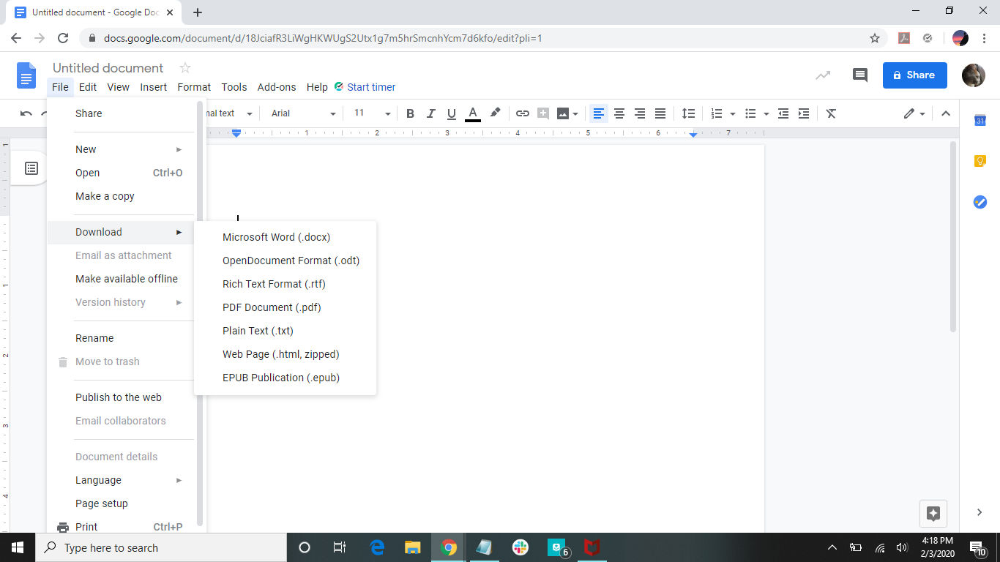 Untitled document - Google Doc
docs.google.com/document/d/18JciafR3LiWgHKWUgS2Utx1g7m5hrSmcnhYcm7d6kfo/edit?pli=1
Untitled document
Share
File Edit View Insert Format Tools Add-ons Help Start timer
nal text Arial 11 B I U A
31
1 1 2 3 4 5 6 7
Share
New
Open Ctrl+O
Make a copy
Download
Microsoft Word (.docx)
Email as attachment
OpenDocument Format (.odt)
Make available offline
Rich Text Format (.rtf)
1
Version history
PDF Document (.pdf)
Plain Text (.txt)
Rename
Web Page (.html, zipped)
2
Move to trash
EPUB Publication (.epub)
Publish to the web
Email collaborators
3
Document details
Language
4
Page setup
Print Ctrl+P
Type here to search
6
4:18 PM
2/3/2020
10